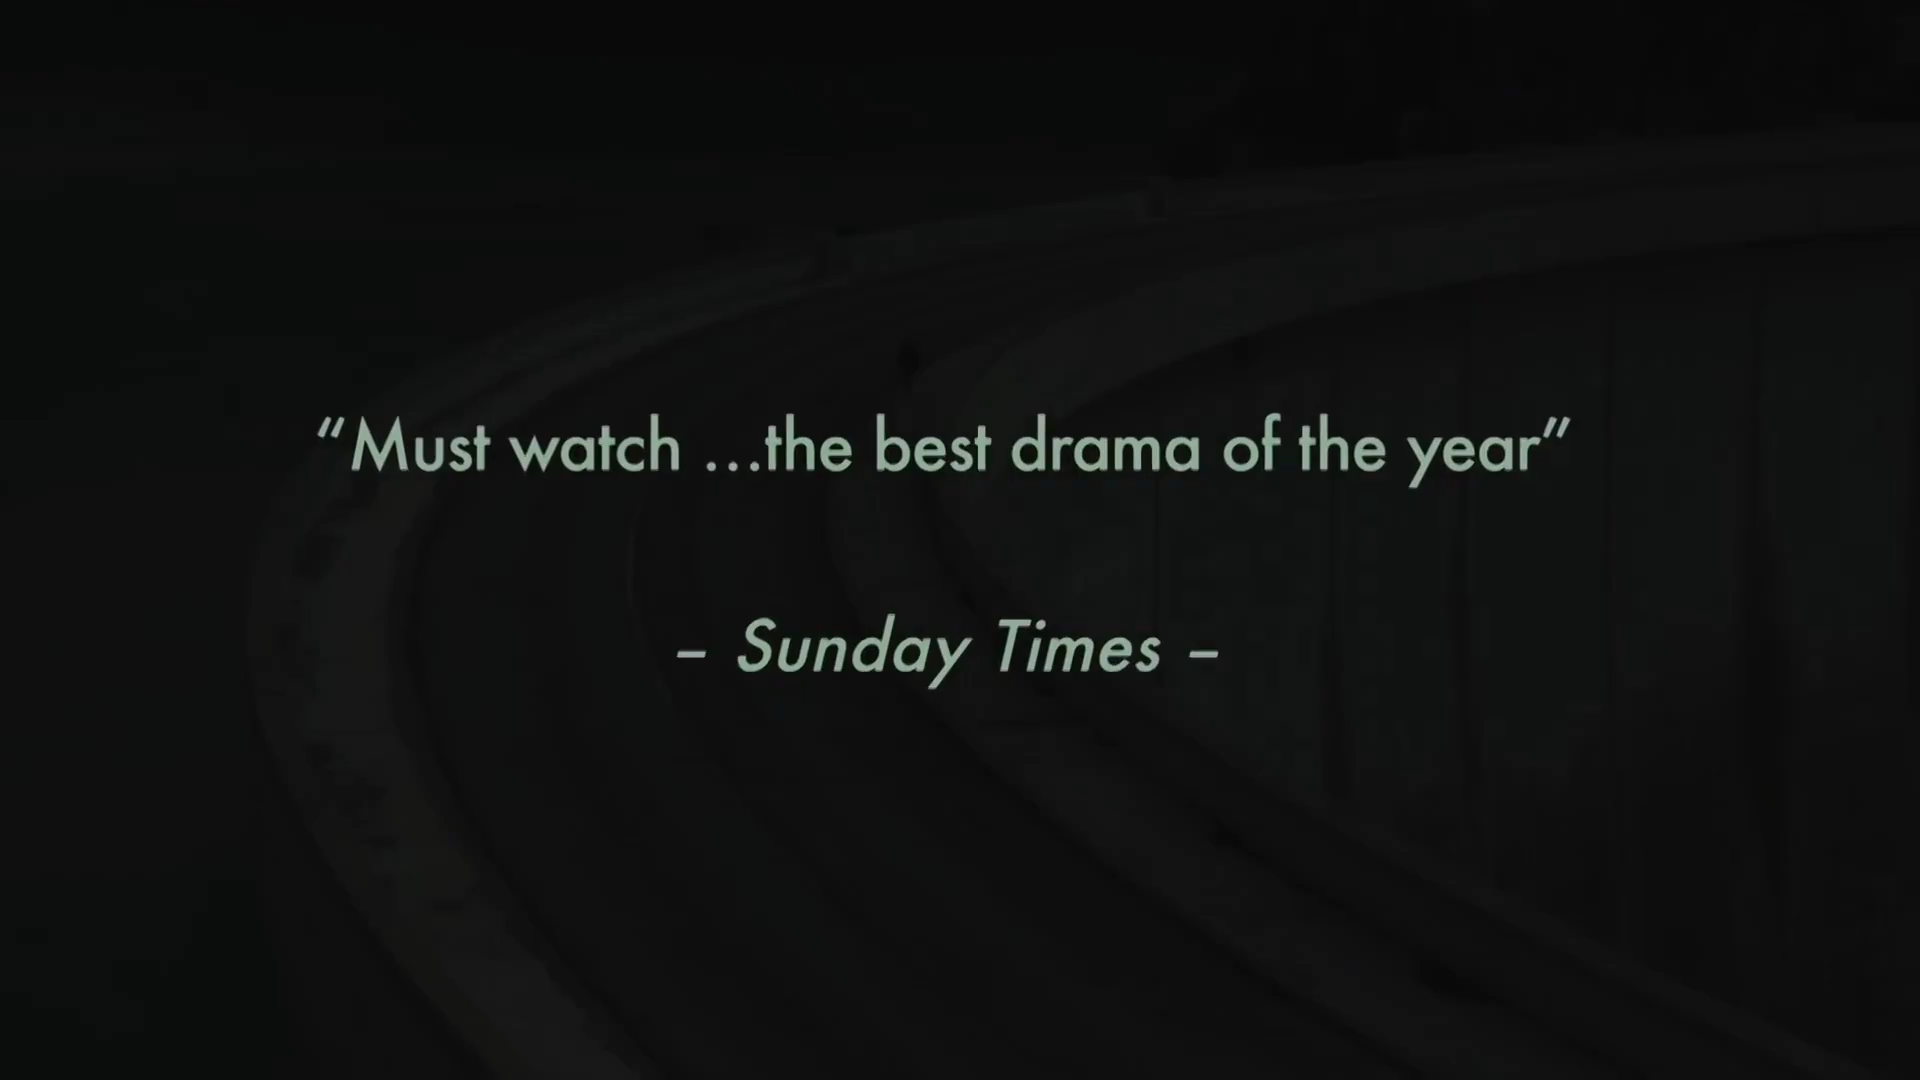 “Must watch ...the best drama of the year”
– Sunday Times –